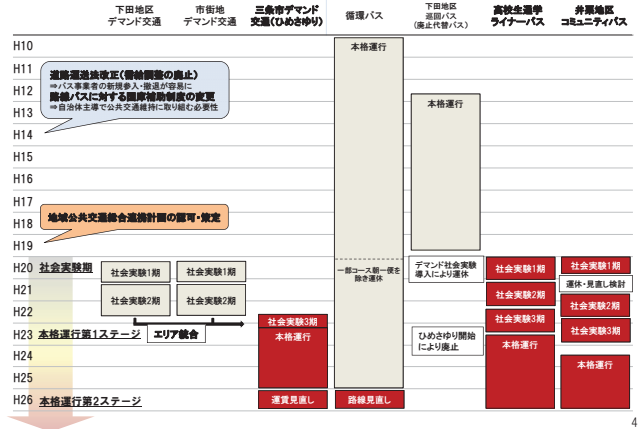 下田地区
デマンド交通
市街地
デマンド交通
三条市デマンド
交通(ひめさゆり)
循環バス
下田地区
巡回バス
(廃止代替バス)
高校生通学
ライナーバス
井栗地区
コミュニティバス
H10
本格運行
H11
道路運送法改正(需給調整の廃止)
⇒バス事業者の新規参入・撤退が容易に
路線バスに対する国庫補助制度の変更
⇒自治体主導で公共交通維持に取り組む必要性
H12
本格運行
H13
H14
H15
H16
H17
地域公共交通総合連携計画の認可・策定
H18
H19
H20 社会実験期
社会実験1期
社会実験1期
一部コース朝一便を
除き運休
デマンド社会実験
導入により運休
社会実験1期
社会実験1期
運休・見直し検討
H21
社会実験2期
社会実験2期
社会実験2期
社会実験2期
H22
社会実験3期
社会実験3期
社会実験3期
H23 本格運行第1ステージ
エリア統合
本格運行
ひめさゆり開始
により廃止
本格運行
H24
本格運行
H25
H26 本格運行第2ステージ
運賃見直し
路線見直し
4